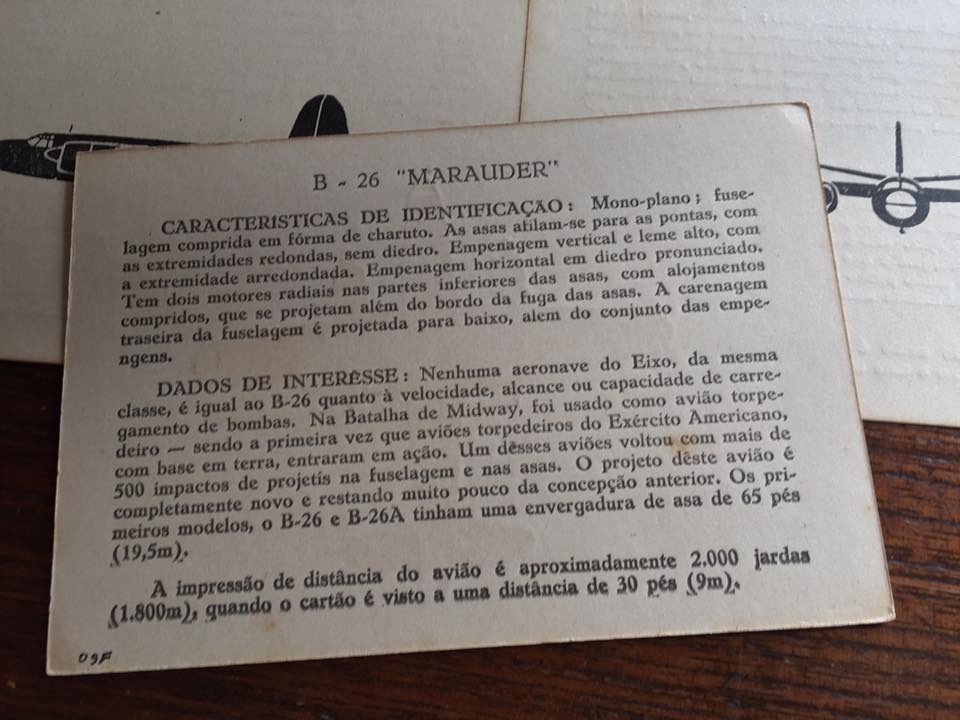 B - 26 "MARAUDER"
CARACTERÍSTICAS DE IDENTIFICAÇÃO: Mono-plano; fuse-
lagem comprida em fórma de charuto. As asas afilam-se para as pontas, com
as extremidades redondas, sem diedro. Empenagem vertical e leme alto, com
a extremidade arredondada. Empenagem horizontal em diedro pronunciado.
Tem dois motores radiais nas partes inferiores das asas, com alojamentos
compridos, que se projetam além do bordo da fuga das asas. A carenagem
traseira da fuselagem é projetada para baixo, alem do conjunto das empe-
ngens.
DADOS DE INTERÊSSE: Nenhuma aeronave do Eixo, da mesma
classe, é igual ao B-26 quanto à velocidade, alcance ou capacidade de carre-
gamento de bombas. Na Batalha de Midway, foi usado como avião torpe-
deiro — sendo a primeira vez que aviões torpedeiros do Exército Americano,
com base em terra, entraram em ação. Um dêsses aviões voltou com mais de
500 impactos de projetis na fuselagem e nas asas. O projeto dêste avião é
completamente novo e restando muito pouco da concepção anterior. Os pri-
meiros modelos, o B-26 e B-26A tinham uma envergadura de asa de 65 pés
(19,5m).
A impressão de distância do avião é aproximadamente 2.000 jardas
(1.800m), quando o cartão é visto a uma distância de 30 pés (9m).